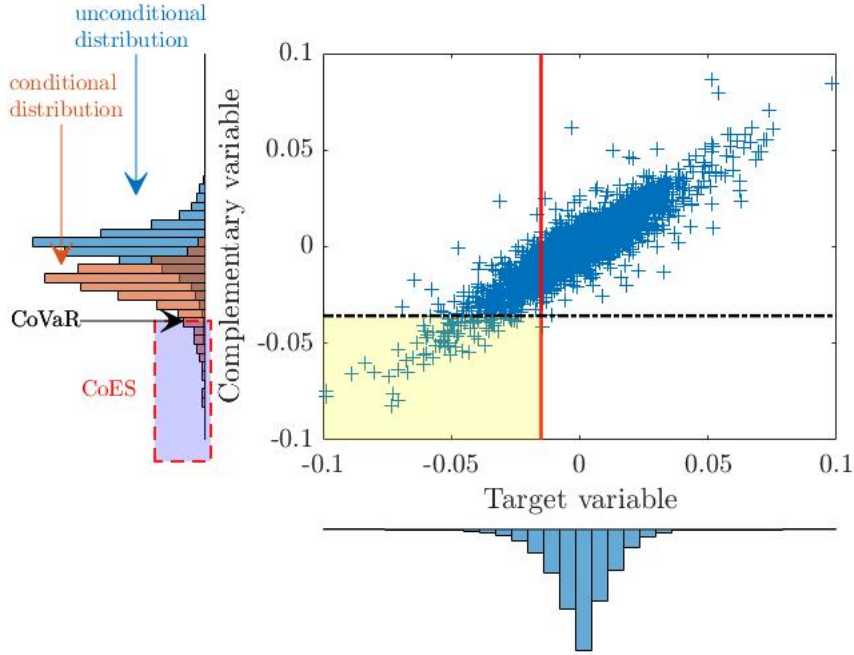 unconditional
distribution
conditional
distribution
CoVaR
CoES
Complementary variable
0.1
0.05
0
-0.05
-0.1
-0.1
-0.05
0
0.05
0.1
Target variable